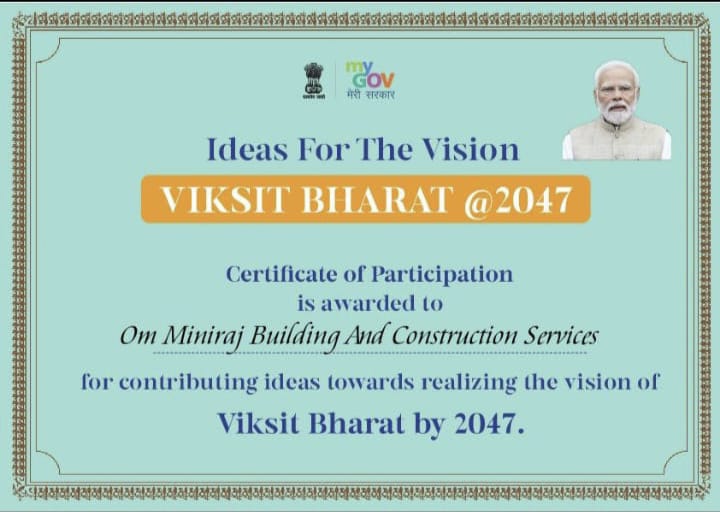 my
GOV
मेरी सरकार
Ideas For The Vision
VIKSIT BHARAT @2047
Certificate of Participation
is awarded to
Om Miniraj Building And Construction Services
for contributing ideas towards realizing the vision of
Viksit Bharat by 2047.